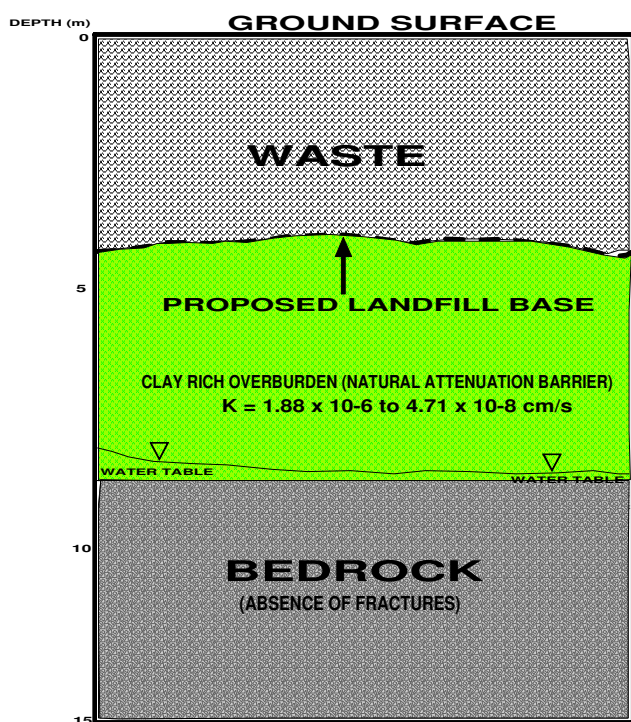 DEPTH (m)
GROUND SURFACE
0
WASTE
5
PROPOSED LANDFILL BASE
CLAY RICH OVERBURDEN (NATURAL ATTENUATION BARRIER)
K = 1.88 x 10-6 to 4.71 x 10-8 cm/s
WATER TABLE
WATER TABLE
10
BEDROCK
(ABSENCE OF FRACTURES)
15